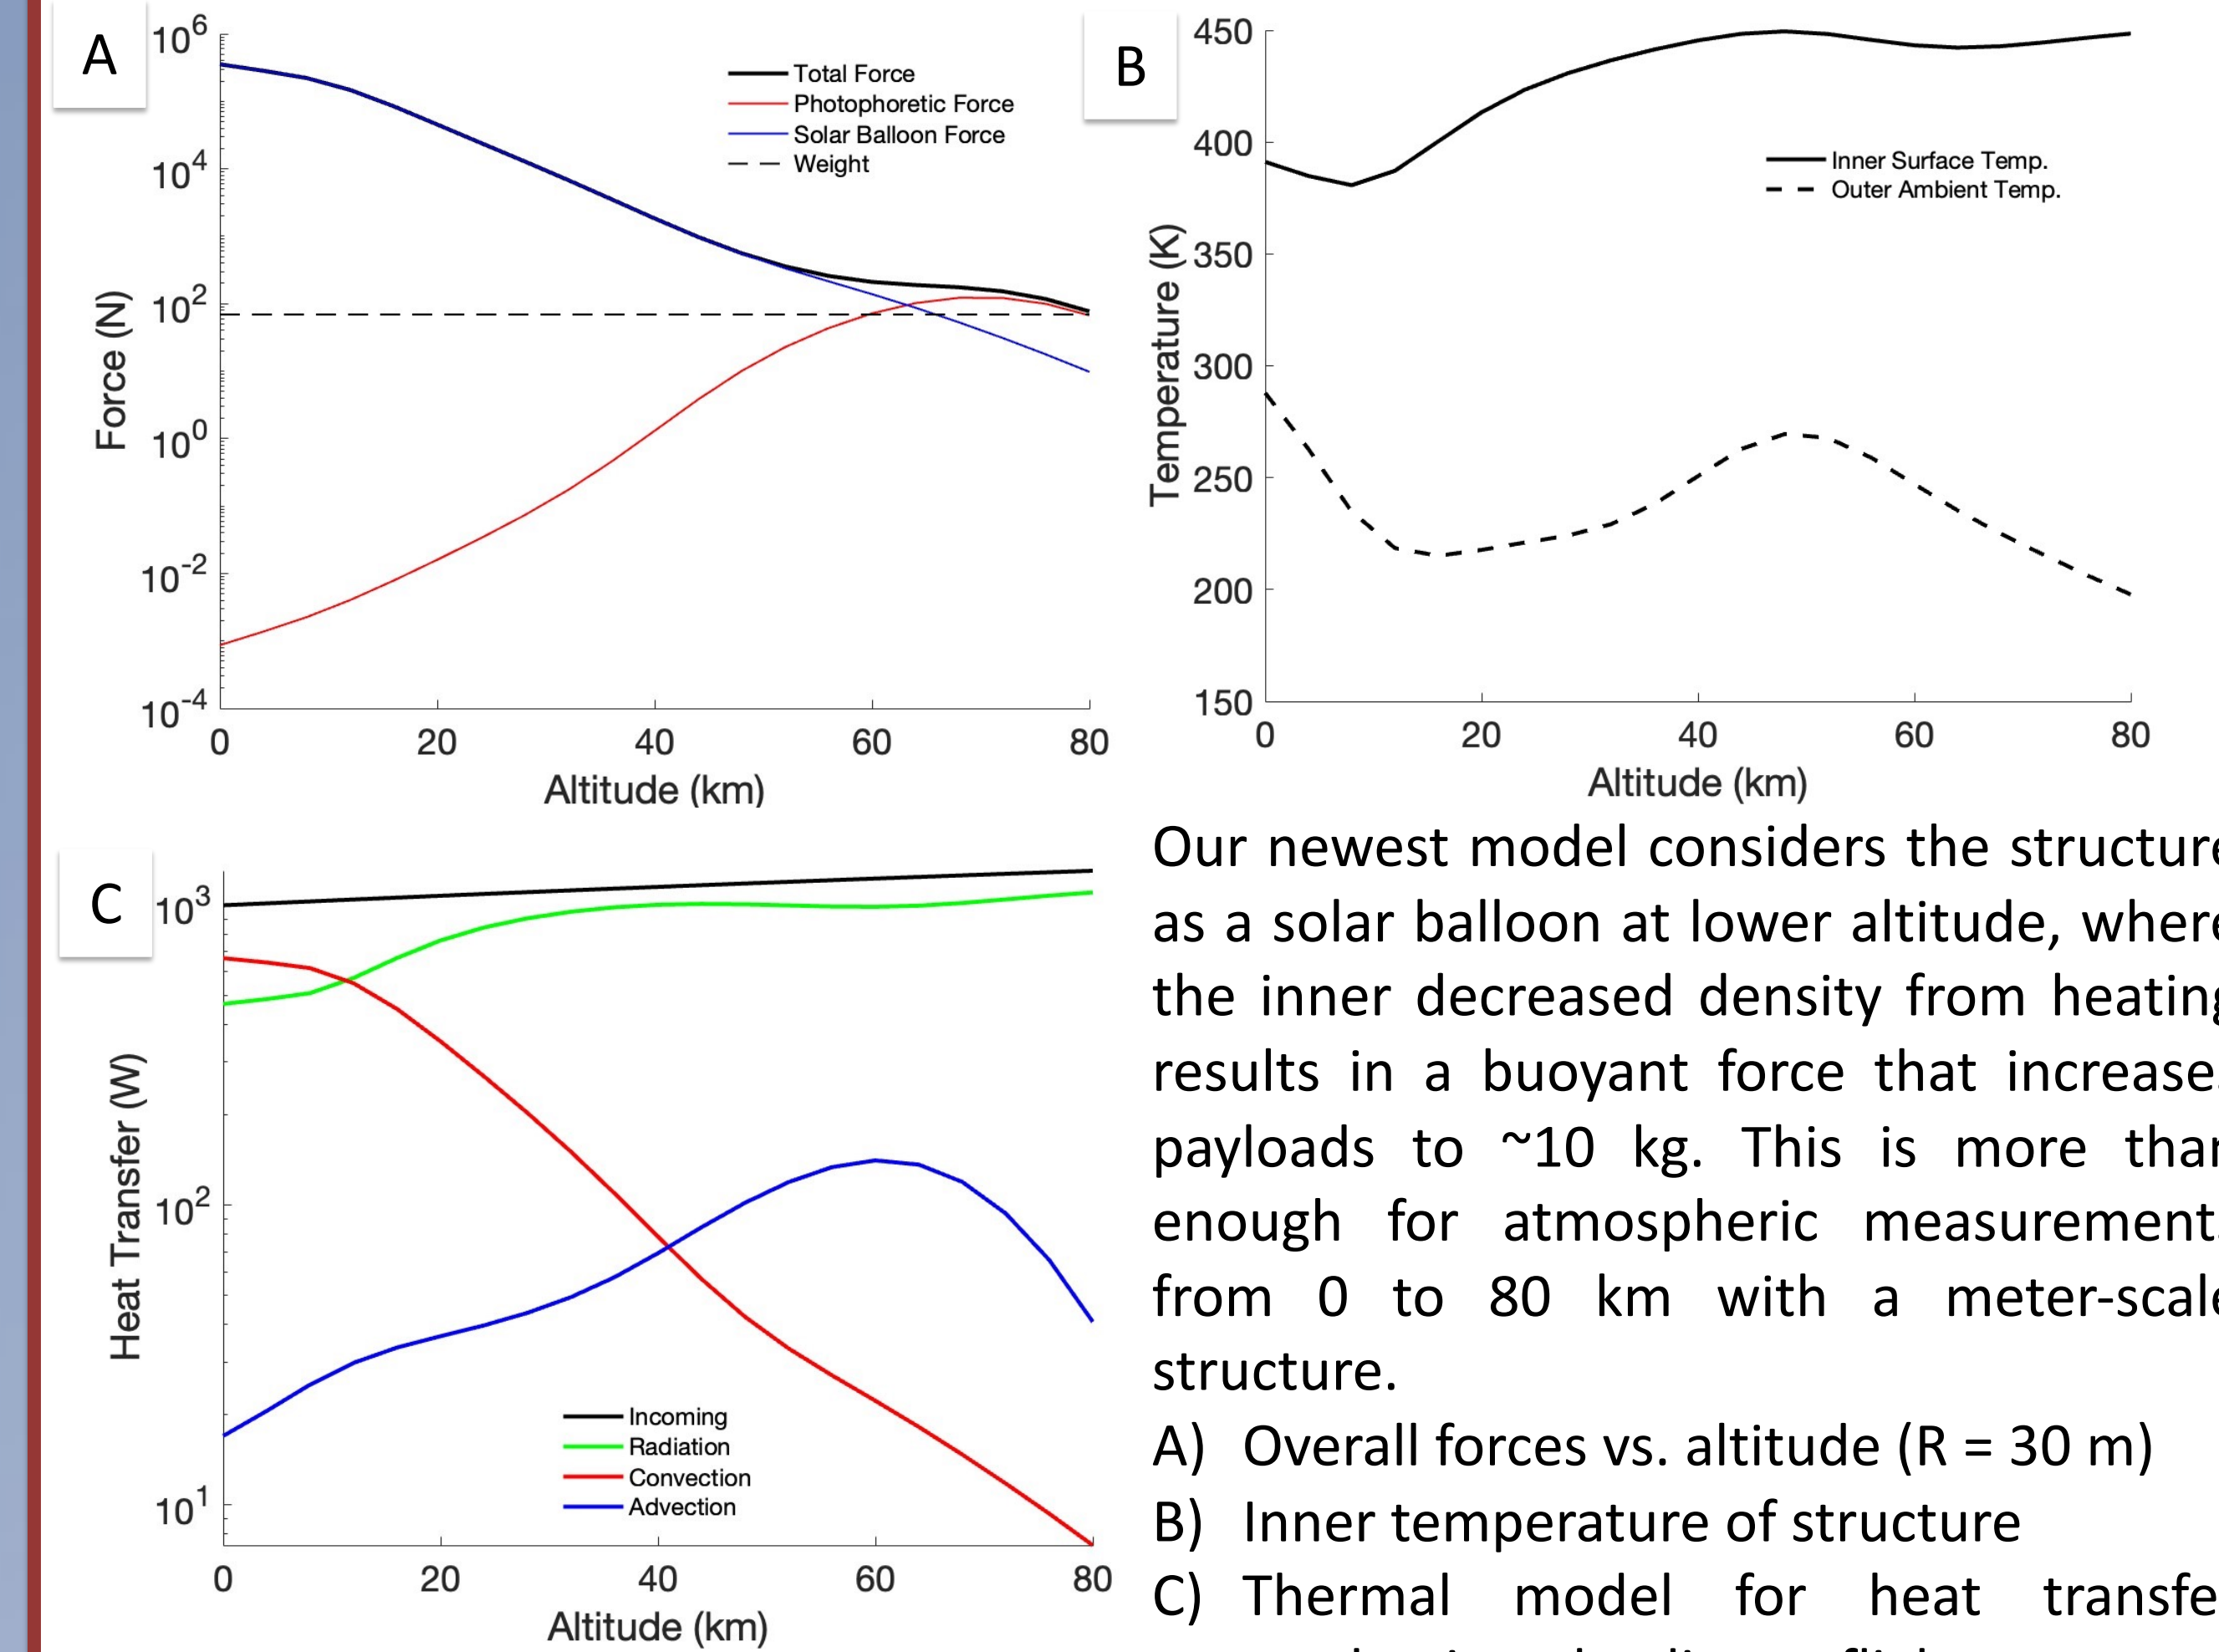 A
10^6
10^4
10^2
10^0
10^-2
10^-4
Force (N)
Total Force
Photophoretic Force
Solar Balloon Force
Weight
0 20 40 60 80
Altitude (km)
B
450
400
350
300
250
200
150
Temperature (K)
Inner Surface Temp.
Outer Ambient Temp.
0 20 40 60 80
Altitude (km)
C
10^3
10^2
10^1
Heat Transfer (W)
Incoming
Radiation
Convection
Advection
0 20 40 60 80
Altitude (km)
Our newest model considers the structure
as a solar balloon at lower altitude, where
the inner decreased density from heating
results in a buoyant force that increase
payloads to ~10 kg. This is more than
enough for atmospheric measurement
from 0 to 80 km with a meter-scale
structure.
A) Overall forces vs. altitude (R = 30 m)
B) Inner temperature of structure
C) Thermal model for heat transfe